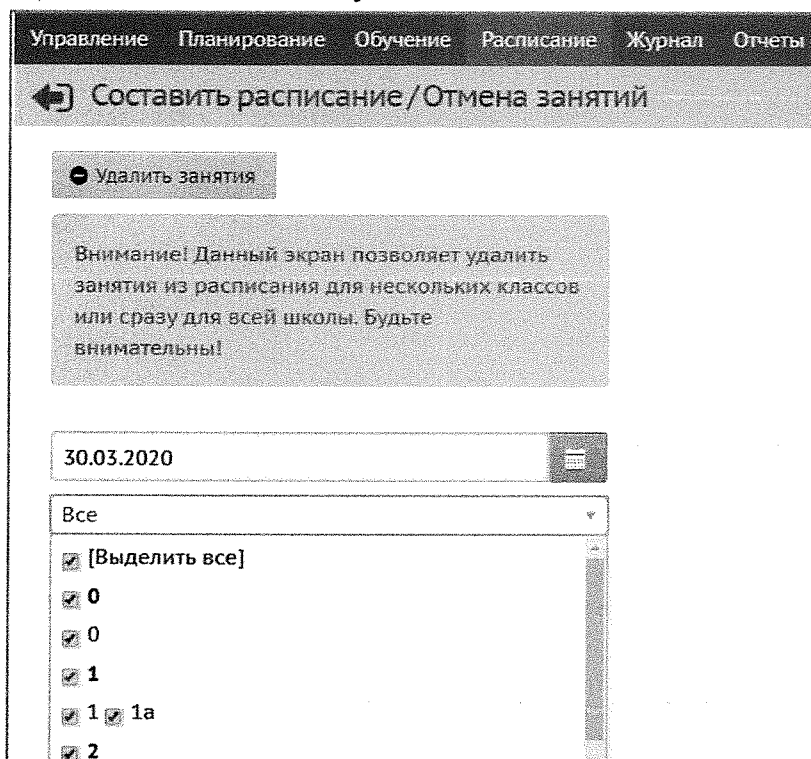 Управление Планирование Обучение Расписание Журнал Отчеты
Составить расписание/Отмена занятий
Удалить занятия
Внимание! Данный экран позволяет удалить
занятия из расписания для нескольких классов
или сразу для всей школы. Будьте
внимательны!
30.03.2020
Все
[Выделить все]
0
0
1
1 1а
2